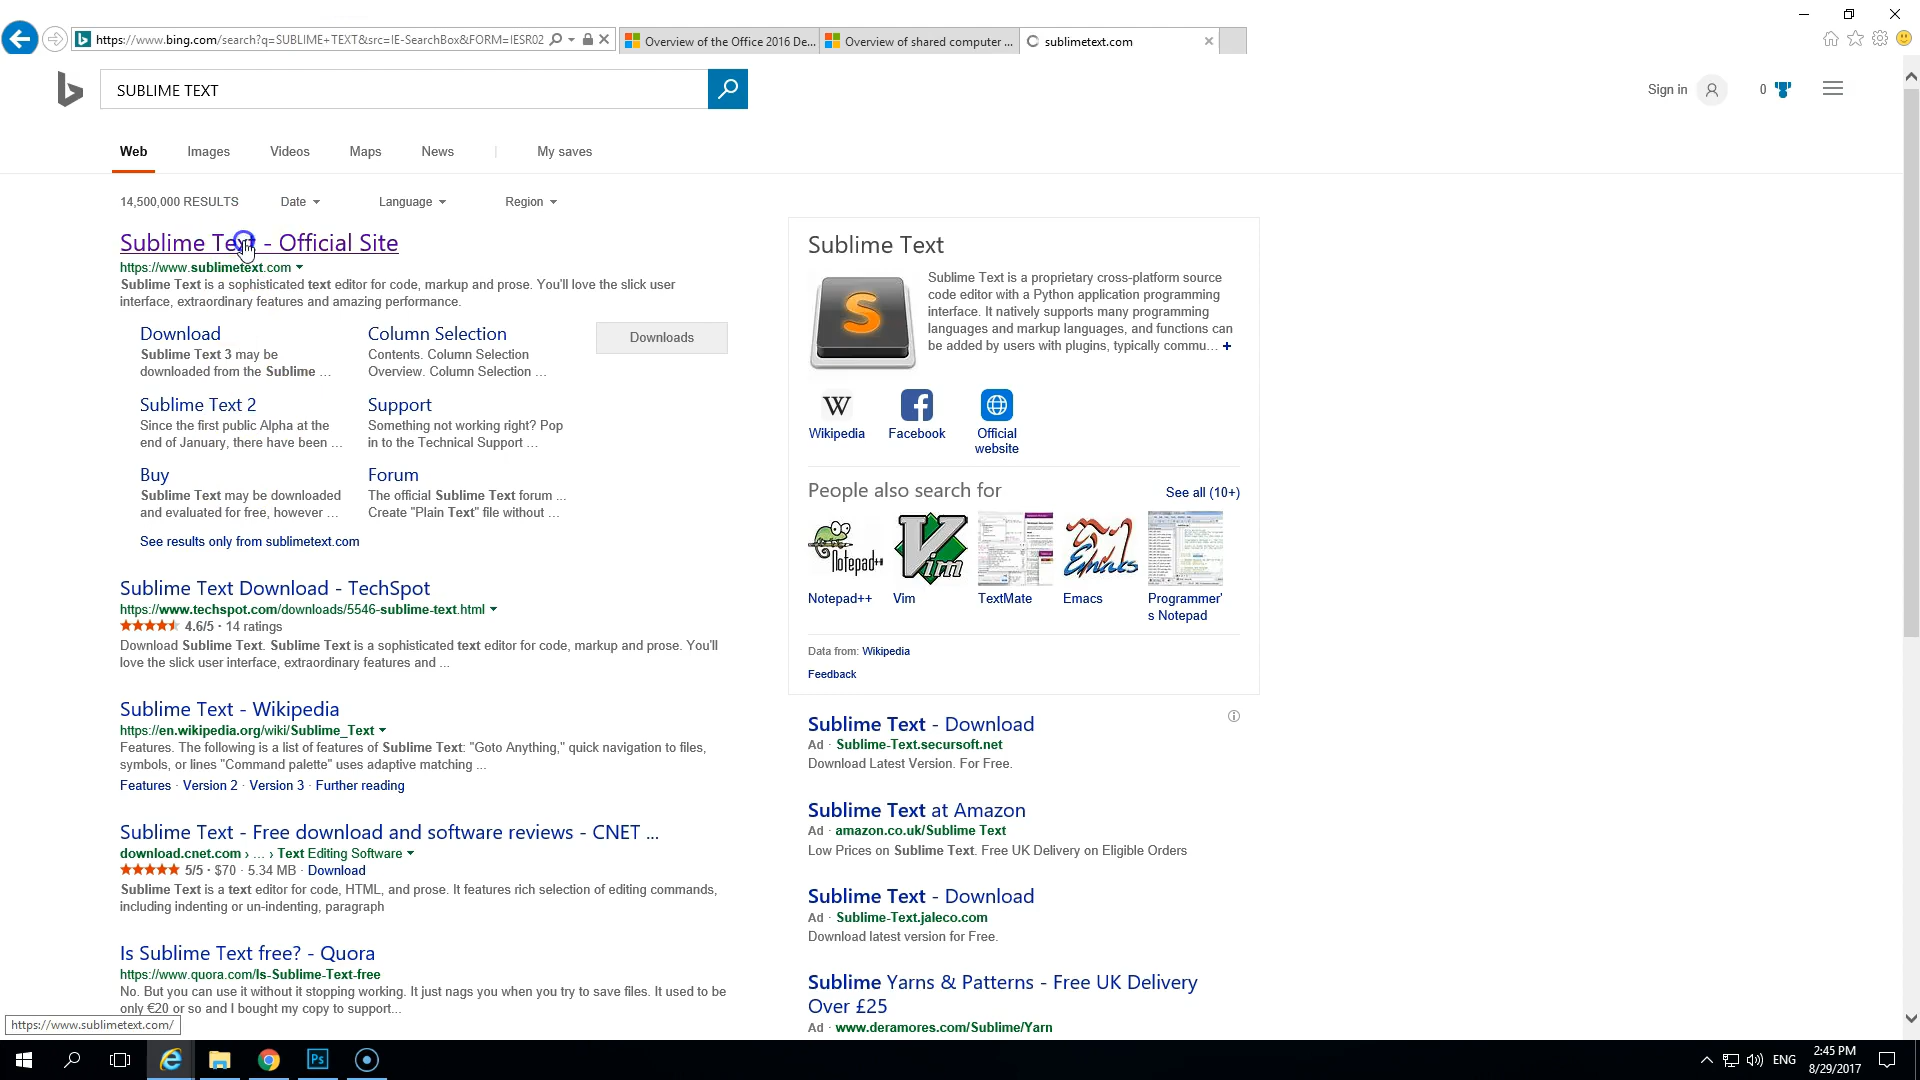 https://www.bing.com/search?q=SUBLIME+TEXT&src=IE-SearchBox&FORM=IESR02
Overview of the Office 2016 De...
Overview of shared computer ...
sublimetext.com
SUBLIME TEXT
Sign in
0
Web
Images
Videos
Maps
News
My saves
14,500,000 RESULTS
Date
Language
Region
Sublime Text - Official Site
https://www.sublimetext.com
Sublime Text is a sophisticated text editor for code, markup and prose. You'll love the slick user
interface, extraordinary features and amazing performance.
Download
Sublime Text 3 may be
downloaded from the Sublime ...
Column Selection
Contents. Column Selection
Overview. Column Selection ...
Downloads
Sublime Text 2
Since the first public Alpha at the
end of January, there have been ...
Support
Something not working right? Pop
in to the Technical Support ...
Buy
Sublime Text may be downloaded
and evaluated for free, however ...
Forum
The official Sublime Text forum ...
Create "Plain Text" file without ...
See results only from sublimetext.com
Sublime Text Download - TechSpot
https://www.techspot.com/downloads/5546-sublime-text.html
4.6/5 · 14 ratings
Download Sublime Text. Sublime Text is a sophisticated text editor for code, markup and prose. You'll
love the slick user interface, extraordinary features and ...
Sublime Text - Wikipedia
https://en.wikipedia.org/wiki/Sublime_Text
Features. The following is a list of features of Sublime Text: "Goto Anything," quick navigation to files,
symbols, or lines "Command palette" uses adaptive matching ...
Features · Version 2 · Version 3 · Further reading
Sublime Text - Free download and software reviews - CNET ...
download.cnet.com › ... › Text Editing Software
5/5 · $70 · 5.34 MB · Download
Sublime Text is a text editor for code, HTML, and prose. It features rich selection of editing commands,
including indenting or un-indenting, paragraph
Is Sublime Text free? - Quora
https://www.quora.com/Is-Sublime-Text-free
No. But you can use it without it stopping working. It just nags you when you try to save files. It used to be
only €20 or so and I bought my copy to support...
https://www.sublimetext.com/
Sublime Text
S
Sublime Text is a proprietary cross-platform source
code editor with a Python application programming
interface. It natively supports many programming
languages and markup languages, and functions can
be added by users with plugins, typically commu... +
W
Wikipedia
Facebook
Official
website
People also search for
See all (10+)
Notepad++
Vim
Emacs
Notepad++
Vim
TextMate
Emacs
Programmer'
s Notepad
Data from: Wikipedia
Feedback
Sublime Text - Download
Ad · Sublime-Text.secursoft.net
Download Latest Version. For Free.
Sublime Text at Amazon
Ad · amazon.co.uk/Sublime Text
Low Prices on Sublime Text. Free UK Delivery on Eligible Orders
Sublime Text - Download
Ad · Sublime-Text.jaleco.com
Download latest version for Free.
Sublime Yarns & Patterns - Free UK Delivery
Over £25
Ad · www.deramores.com/Sublime/Yarn
Ps
ENG
2:45 PM
8/29/2017